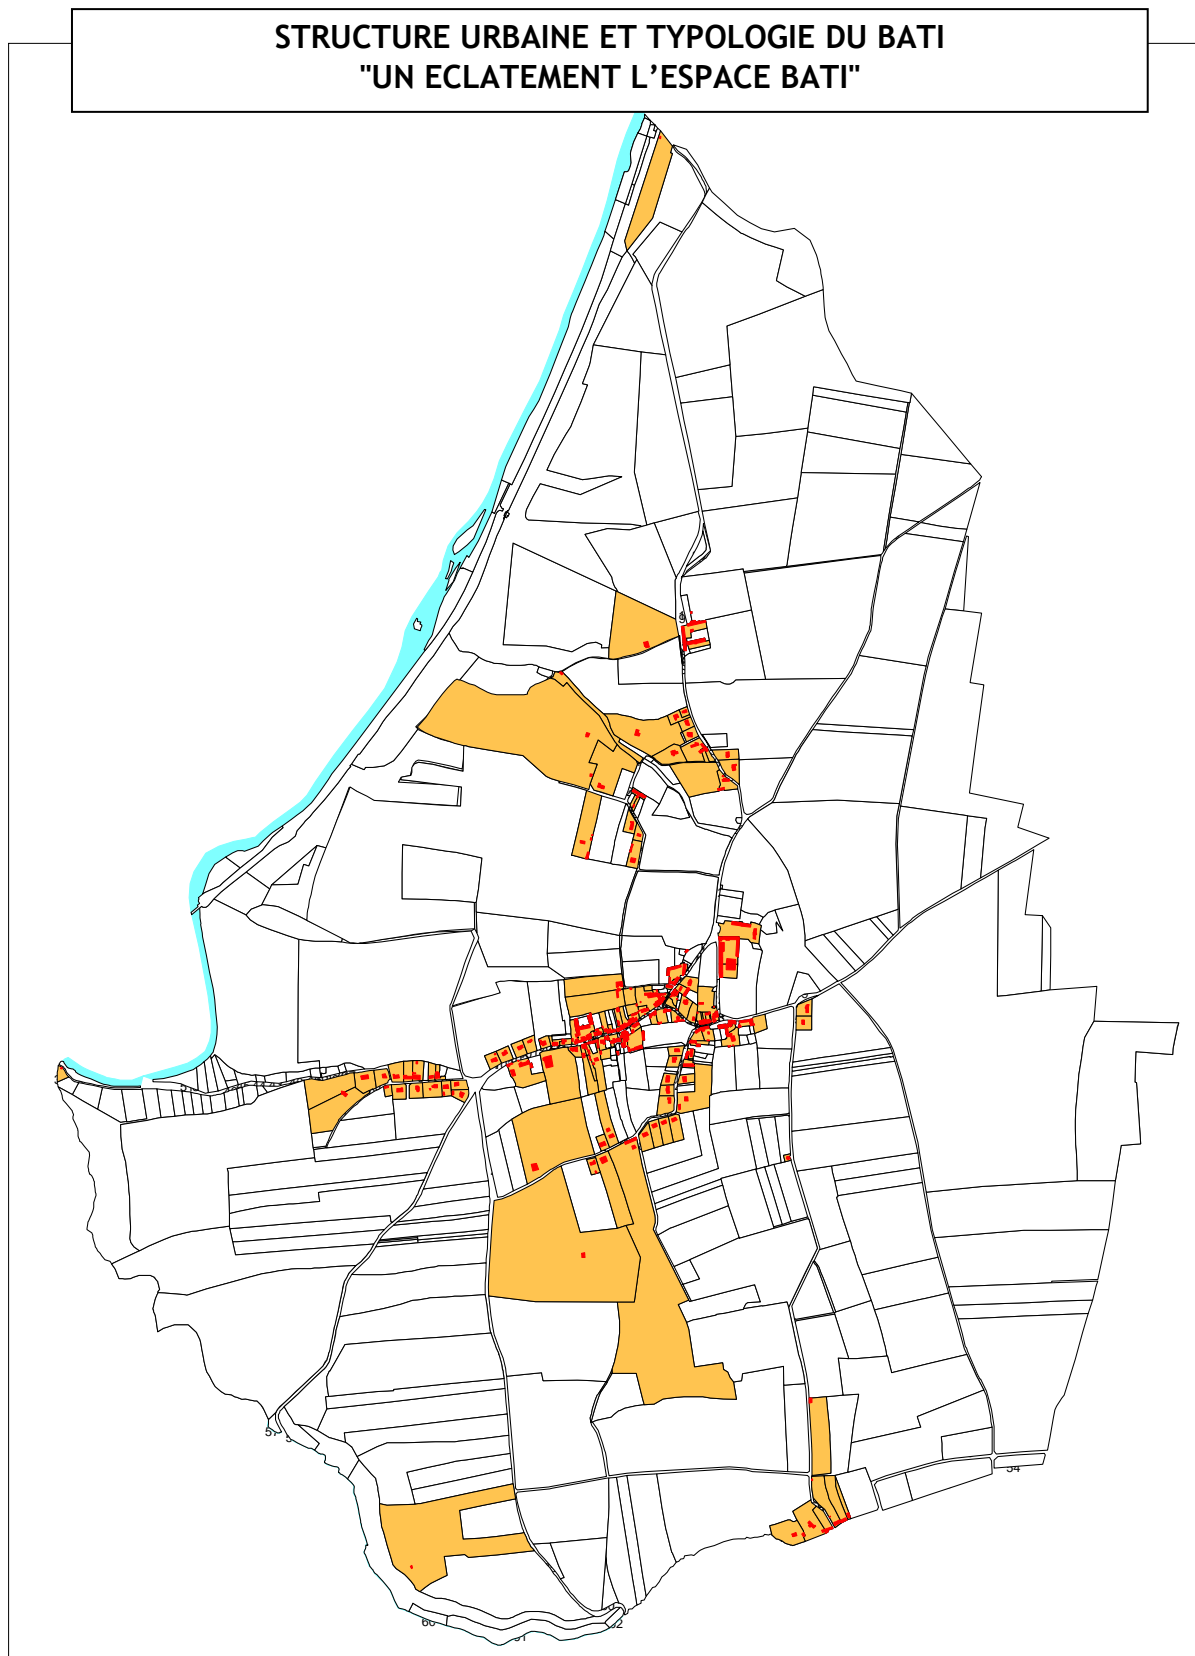 STRUCTURE URBAINE ET TYPOLOGIE DU BATI
"UN ECLATEMENT L’ESPACE BATI"